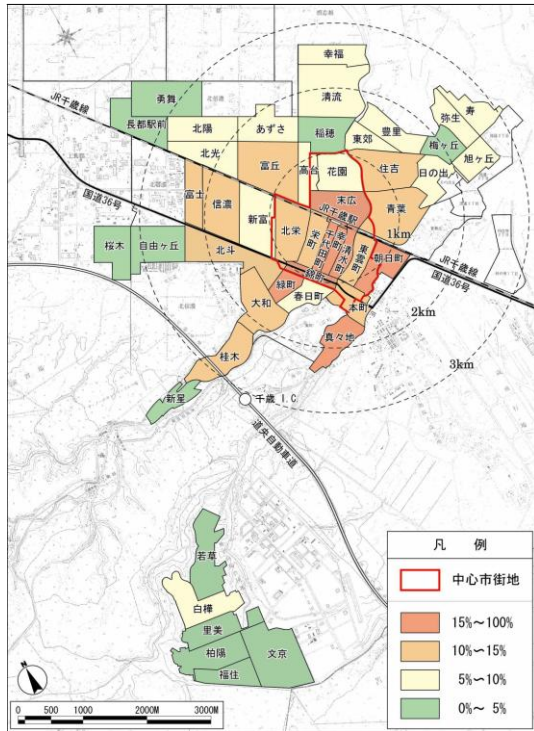 幸福
清流
勇舞
長都駅前
北陽
あずさ
稲穂
東郊
豊里
弥生
寿
梅ヶ丘
旭ヶ丘
日の出
JR千歳線
北光
富丘
高台
花園
住吉
国道36号
富士
信濃
新富
末広
JR千歳駅
青葉
北栄
栄町
千代田町
幸町
清水町
東雲町
朝日町
1km
桜木
自由ヶ丘
北斗
錦町
緑町
春日町
本町
JR千歳線
国道36号
大和
真々地
2km
3km
桂木
新星
千歳 I.C.
道央自動車道
若草
白樺
里美
柏陽
文京
福住
凡 例
中心市街地
15%～100%
10%～15%
5%～10%
0%～ 5%
N
0 500 1000 2000M 3000M